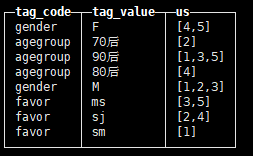 tag_code tag_value us
gender F [4,5]
agegroup 70后 [2]
agegroup 90后 [1,3,5]
agegroup 80后 [4]
gender M [1,2,3]
favor ms [3,5]
favor sj [2,4]
favor sm [1]